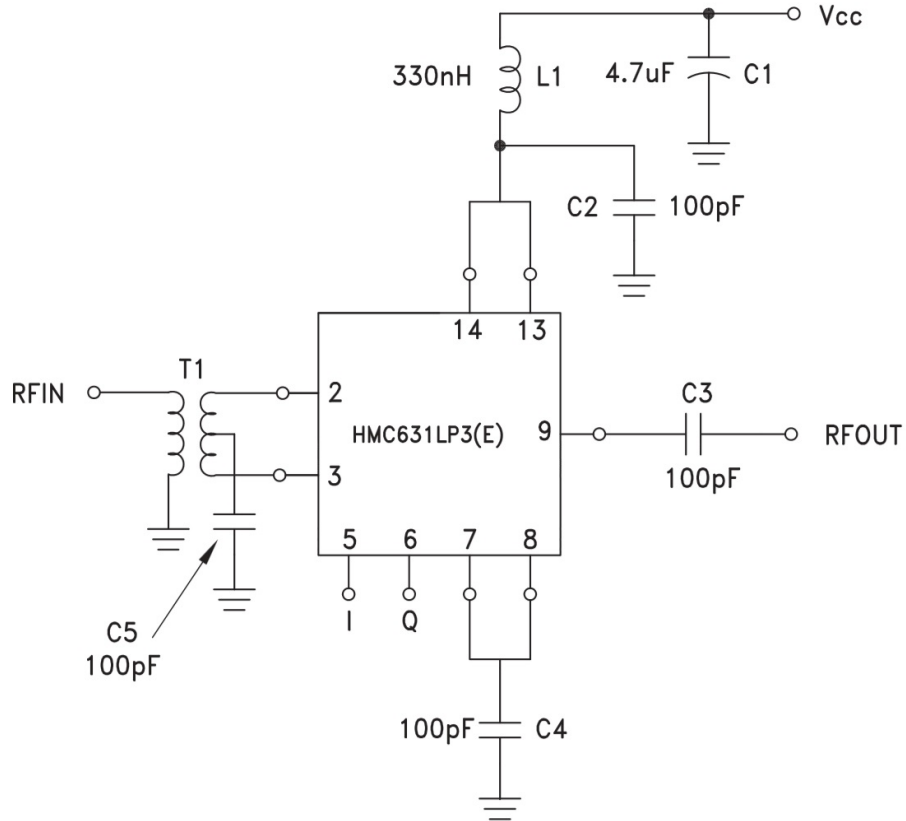 Vcc
330nH L1 4.7uF C1
C2 100pF
14 13
T1
RFIN 2 C3
HMC631LP3(E) 9 RFOUT
3 100pF
5 6 7 8
I Q
C5
100pF
100pF C4